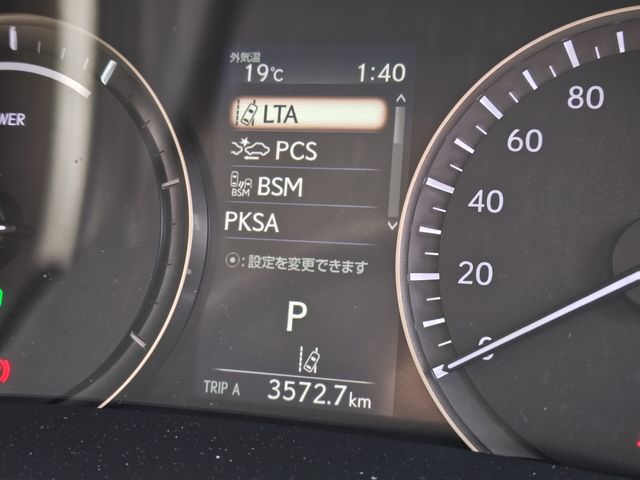 外気温
19℃ 1:40
LTA
PCS
BSM
BSM
PKSA
⦿:設定を変更できます
P
TRIP A 3572.7km
WER
80
60
40
20
0